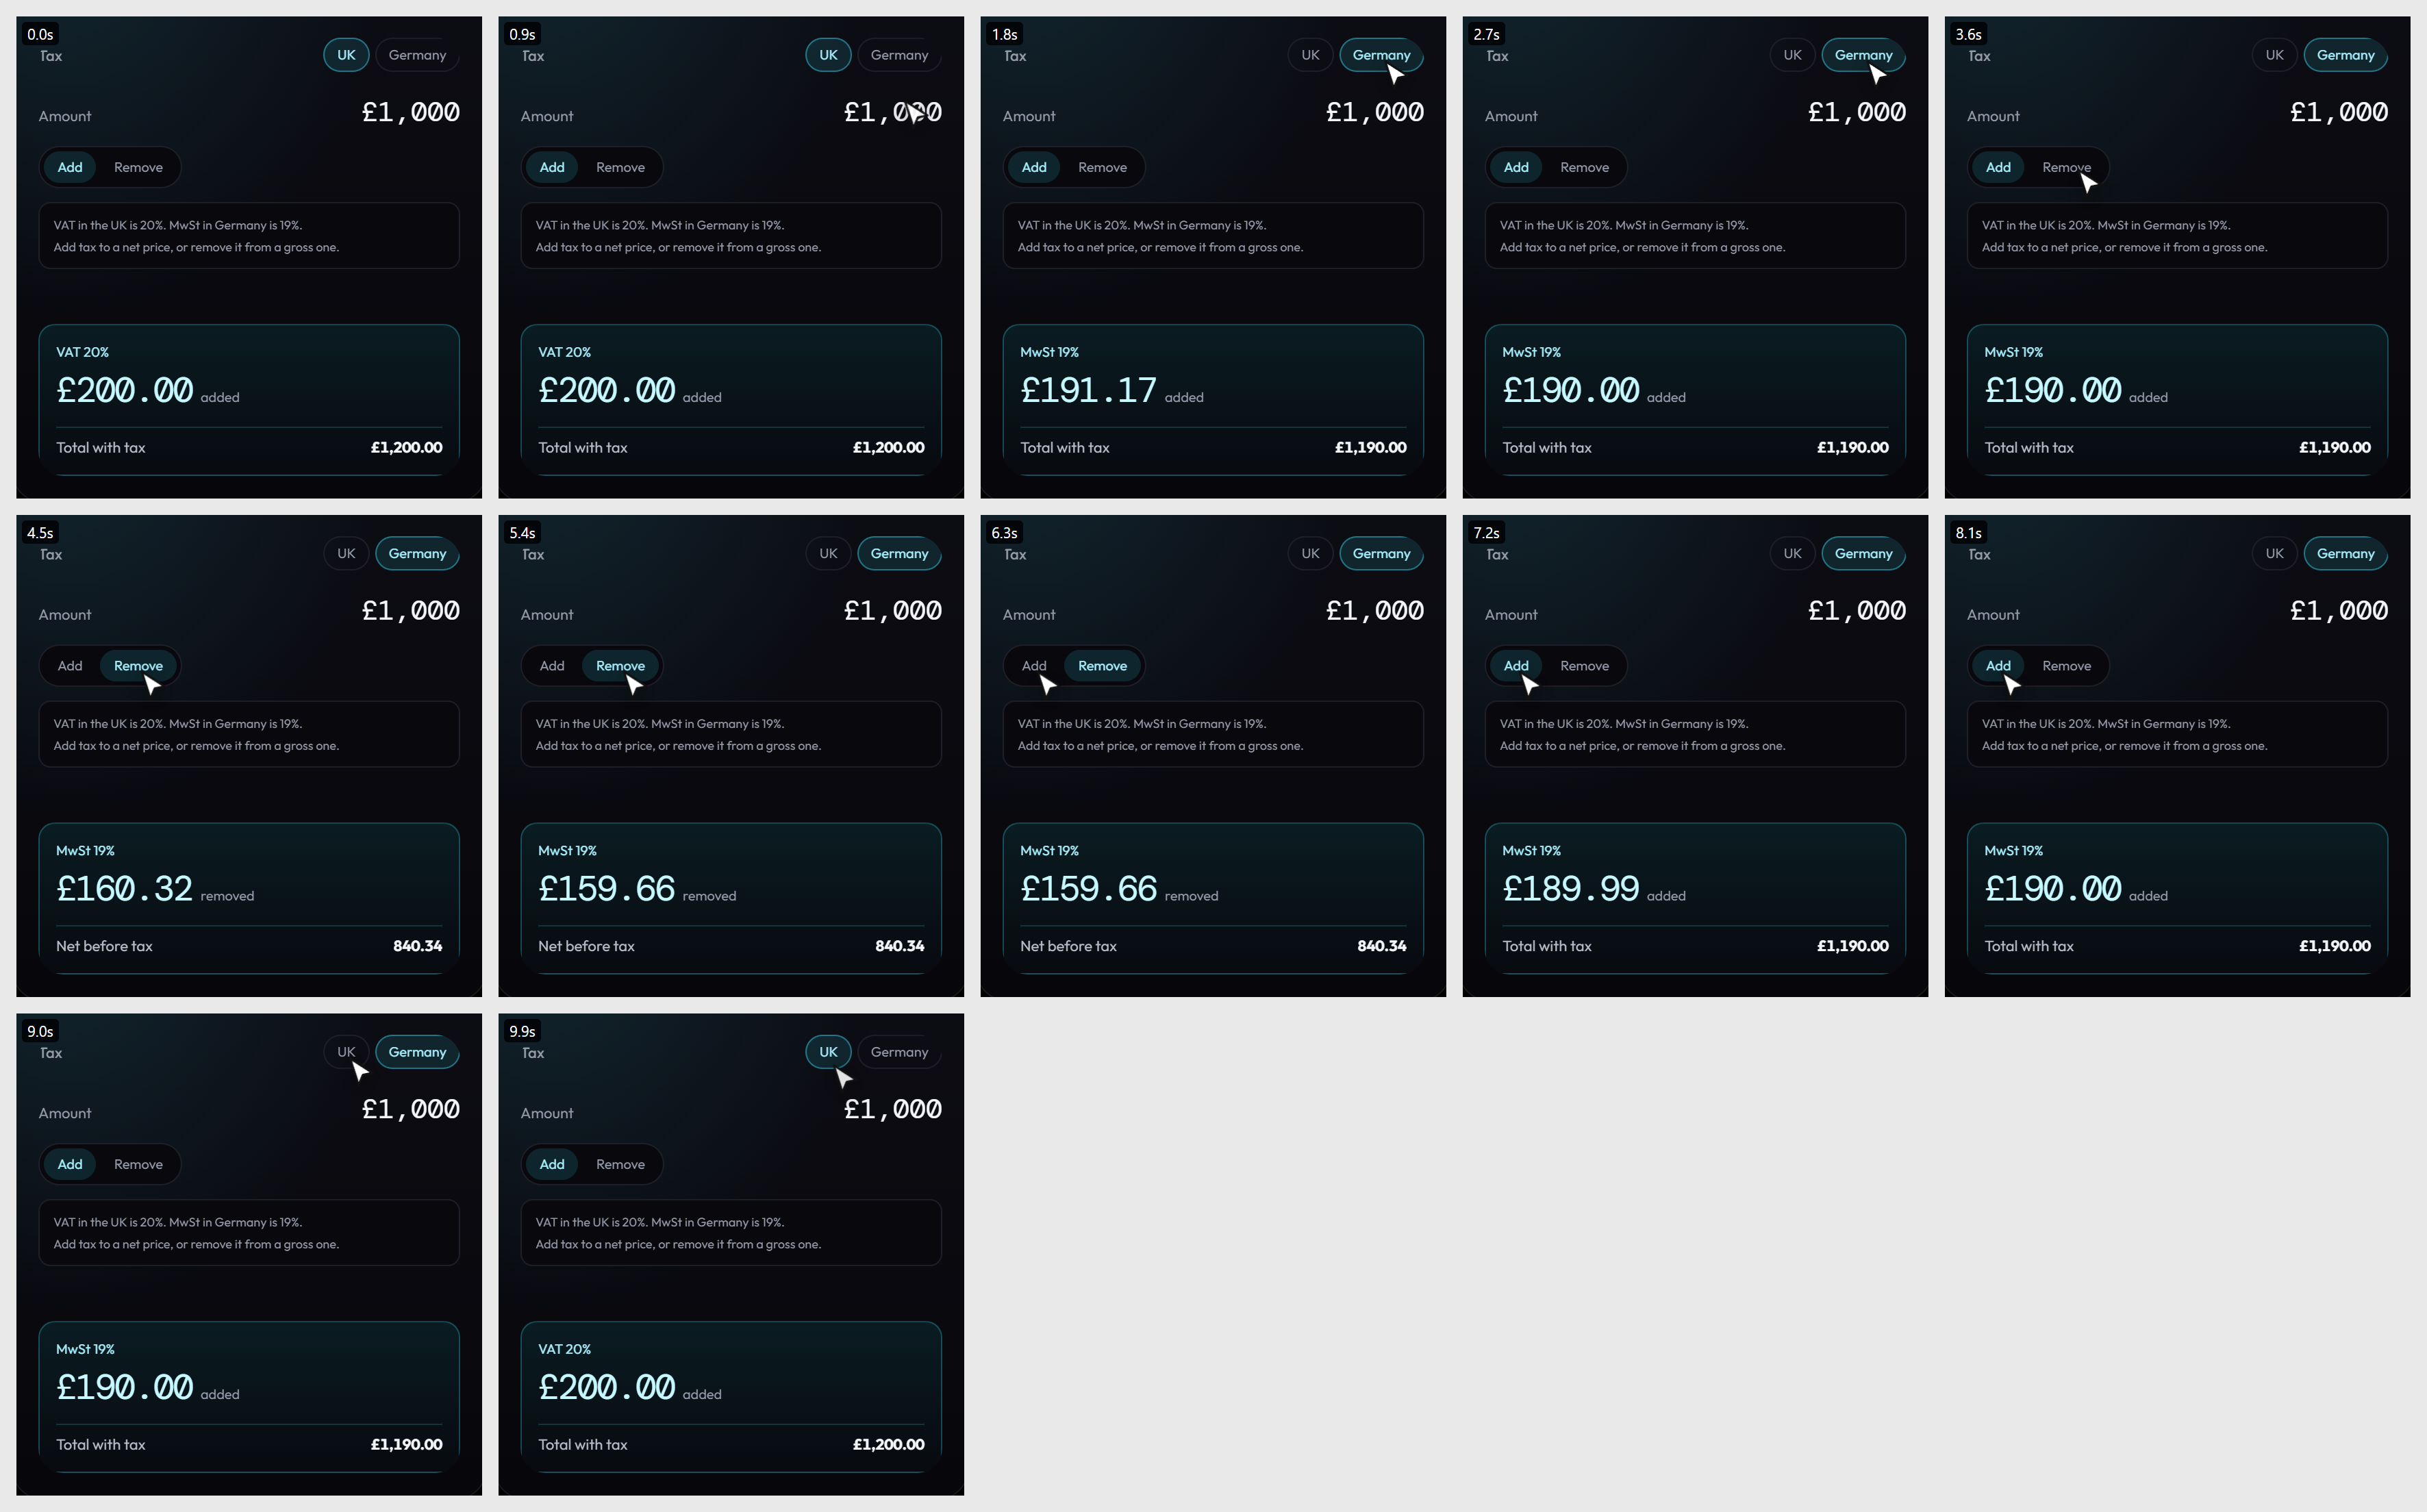 0.0s
Tax UK Germany
Amount £1,000
Add Remove
VAT in the UK is 20%. MwSt in Germany is 19%.
Add tax to a net price, or remove it from a gross one.
VAT 20%
£200.00 added
Total with tax £1,200.00
0.9s
Tax UK Germany
Amount £1,000
Add Remove
VAT in the UK is 20%. MwSt in Germany is 19%.
Add tax to a net price, or remove it from a gross one.
VAT 20%
£200.00 added
Total with tax £1,200.00
1.8s
Tax UK Germany
Amount £1,000
Add Remove
VAT in the UK is 20%. MwSt in Germany is 19%.
Add tax to a net price, or remove it from a gross one.
MwSt 19%
£191.17 added
Total with tax £1,190.00
2.7s
Tax UK Germany
Amount £1,000
Add Remove
VAT in the UK is 20%. MwSt in Germany is 19%.
Add tax to a net price, or remove it from a gross one.
MwSt 19%
£190.00 added
Total with tax £1,190.00
3.6s
Tax UK Germany
Amount £1,000
Add Remove
VAT in the UK is 20%. MwSt in Germany is 19%.
Add tax to a net price, or remove it from a gross one.
MwSt 19%
£190.00 added
Total with tax £1,190.00
4.5s
Tax UK Germany
Amount £1,000
Add Remove
VAT in the UK is 20%. MwSt in Germany is 19%.
Add tax to a net price, or remove it from a gross one.
MwSt 19%
£160.32 removed
Net before tax 840.34
5.4s
Tax UK Germany
Amount £1,000
Add Remove
VAT in the UK is 20%. MwSt in Germany is 19%.
Add tax to a net price, or remove it from a gross one.
MwSt 19%
£159.66 removed
Net before tax 840.34
6.3s
Tax UK Germany
Amount £1,000
Add Remove
VAT in the UK is 20%. MwSt in Germany is 19%.
Add tax to a net price, or remove it from a gross one.
MwSt 19%
£159.66 removed
Net before tax 840.34
7.2s
Tax UK Germany
Amount £1,000
Add Remove
VAT in the UK is 20%. MwSt in Germany is 19%.
Add tax to a net price, or remove it from a gross one.
MwSt 19%
£189.99 added
Total with tax £1,190.00
8.1s
Tax UK Germany
Amount £1,000
Add Remove
VAT in the UK is 20%. MwSt in Germany is 19%.
Add tax to a net price, or remove it from a gross one.
MwSt 19%
£190.00 added
Total with tax £1,190.00
9.0s
Tax UK Germany
Amount £1,000
Add Remove
VAT in the UK is 20%. MwSt in Germany is 19%.
Add tax to a net price, or remove it from a gross one.
MwSt 19%
£190.00 added
Total with tax £1,190.00
9.9s
Tax UK Germany
Amount £1,000
Add Remove
VAT in the UK is 20%. MwSt in Germany is 19%.
Add tax to a net price, or remove it from a gross one.
VAT 20%
£200.00 added
Total with tax £1,200.00